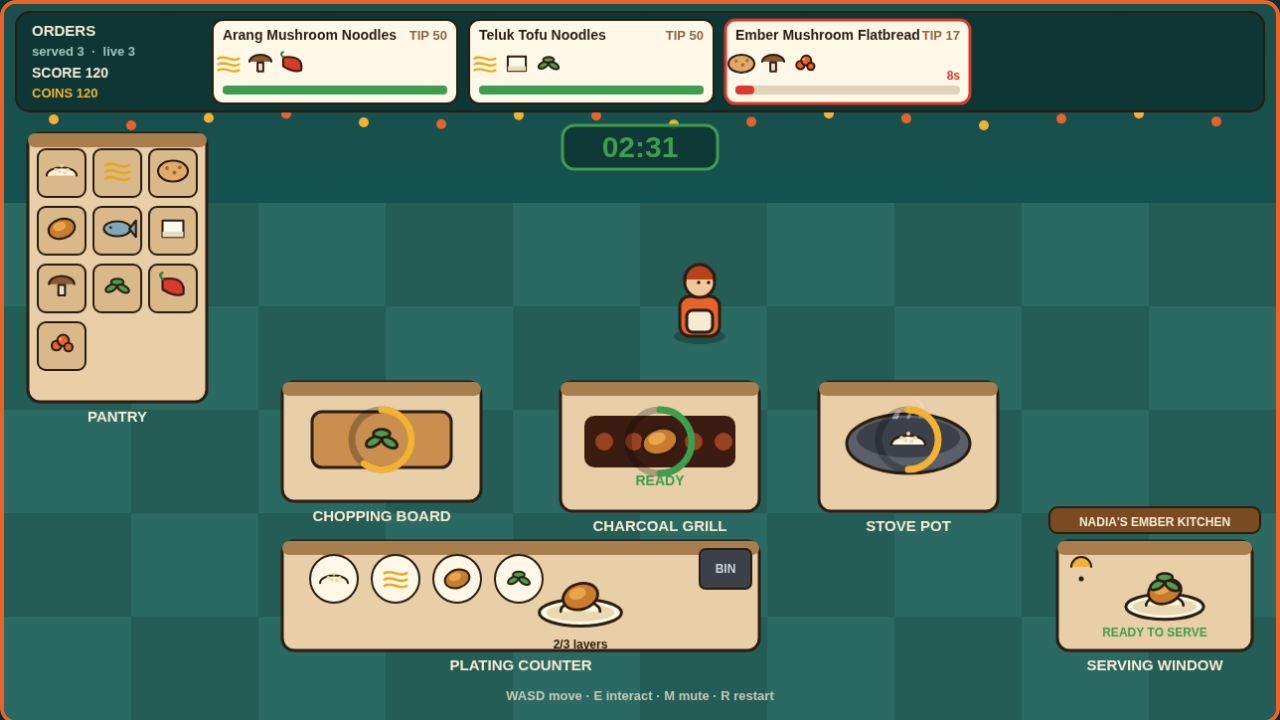 ORDERS
served 3 · live 3
SCORE 120
COINS 120
Arang Mushroom Noodles TIP 50
Teluk Tofu Noodles TIP 50
Ember Mushroom Flatbread TIP 17
8s
02:31
PANTRY
CHOPPING BOARD
READY
CHARCOAL GRILL
STOVE POT
BIN
2/3 layers
PLATING COUNTER
NADIA'S EMBER KITCHEN
READY TO SERVE
SERVING WINDOW
WASD move · E interact · M mute · R restart